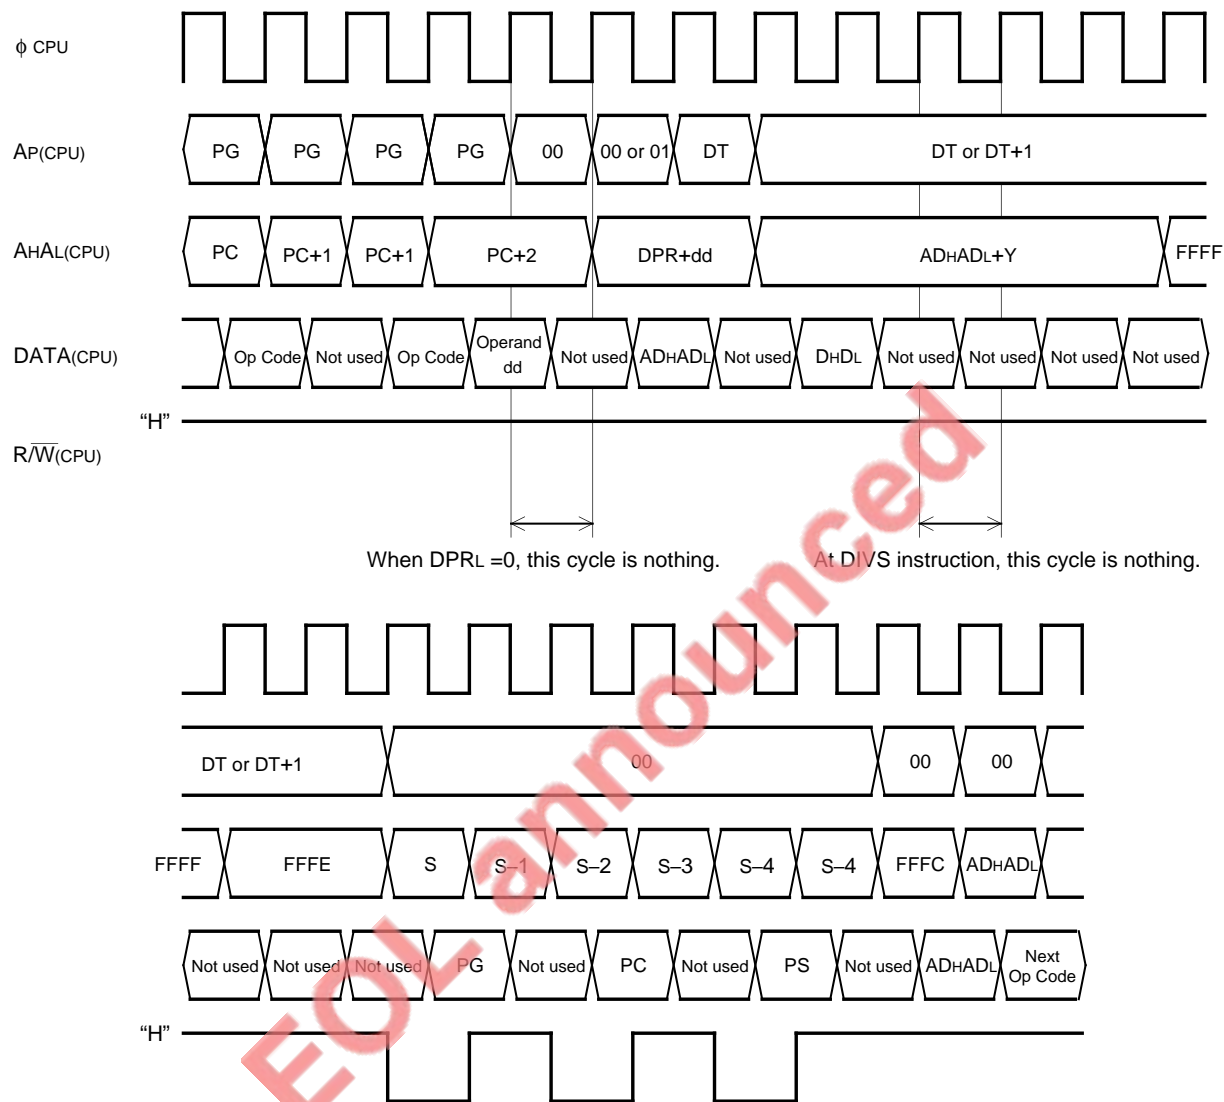 ϕ CPU
AP(CPU) PG PG PG PG 00 00 or 01 DT DT or DT+1
AHAL(CPU) PC PC+1 PC+1 PC+2 DPR+dd ADHADL+Y FFFF
DATA(CPU) Op Code Not used Op Code Operand dd Not used ADHADL Not used DHDL Not used Not used Not used Not used
“H”
R/W̅(CPU)
When DPRL =0, this cycle is nothing. At DIVS instruction, this cycle is nothing.
DT or DT+1 00 00 00
FFFF FFFE S S–1 S–2 S–3 S–4 S–4 FFFC ADHADL
Not used Not used Not used PG Not used PC Not used PS Not used ADHADL Next Op Code
“H”
EOL announced